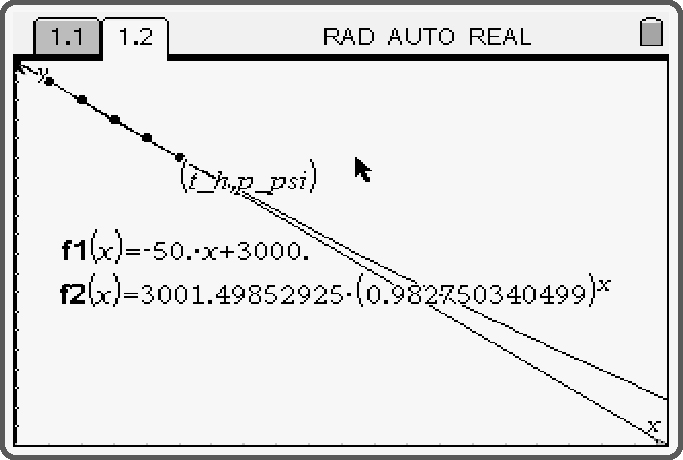 1.1 1.2 RAD AUTO REAL
y
(t_h,p_psi)
f1(x)=-50.·x+3000.
f2(x)=3001.49852925·(0.982750340499)^x
x